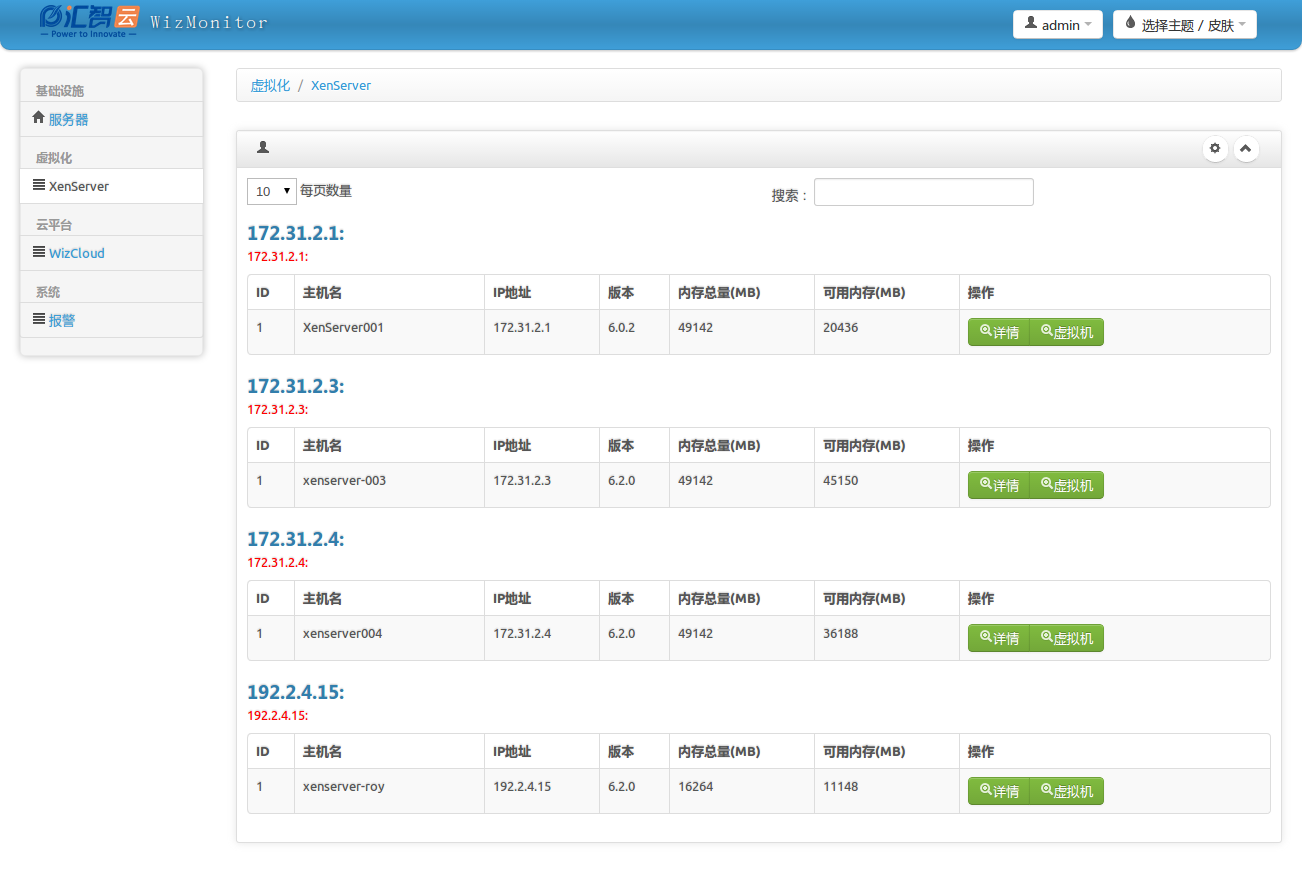 汇智云 WizMonitor
Power to Innovate
admin
选择主题 / 皮肤
基础设施
服务器
虚拟化
XenServer
云平台
WizCloud
系统
报警
虚拟化 / XenServer
10 每页数量
搜索：
172.31.2.1:
172.31.2.1:
ID 主机名 IP地址 版本 内存总量(MB) 可用内存(MB) 操作
1 XenServer001 172.31.2.1 6.0.2 49142 20436 详情 虚拟机
172.31.2.3:
172.31.2.3:
ID 主机名 IP地址 版本 内存总量(MB) 可用内存(MB) 操作
1 xenserver-003 172.31.2.3 6.2.0 49142 45150 详情 虚拟机
172.31.2.4:
172.31.2.4:
ID 主机名 IP地址 版本 内存总量(MB) 可用内存(MB) 操作
1 xenserver004 172.31.2.4 6.2.0 49142 36188 详情 虚拟机
192.2.4.15:
192.2.4.15:
ID 主机名 IP地址 版本 内存总量(MB) 可用内存(MB) 操作
1 xenserver-roy 192.2.4.15 6.2.0 16264 11148 详情 虚拟机